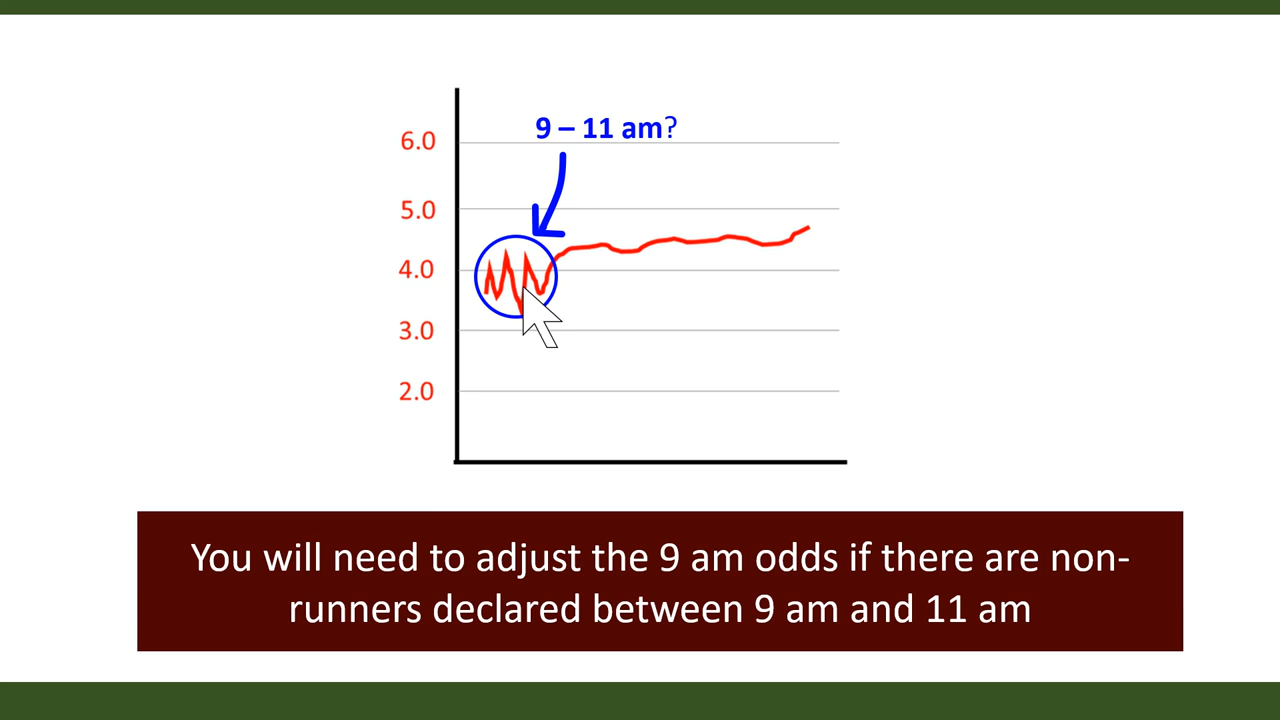 9 – 11 am?
6.0
5.0
4.0
3.0
2.0
You will need to adjust the 9 am odds if there are non-
runners declared between 9 am and 11 am